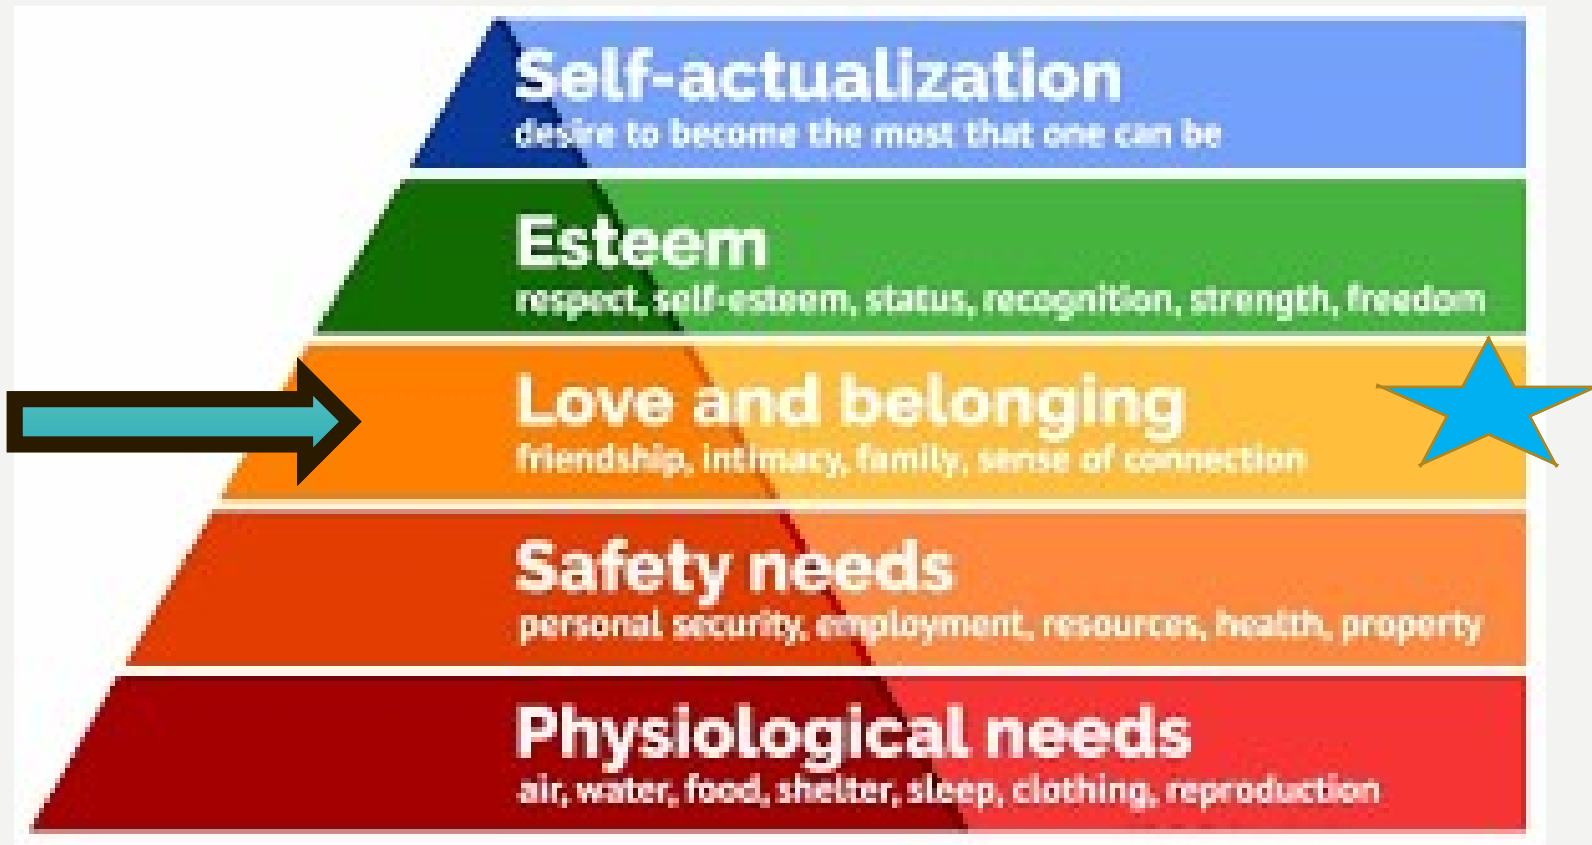 Self-actualization
desire to become the most that one can be
Esteem
respect, self-esteem, status, recognition, strength, freedom
Love and belonging
friendship, intimacy, family, sense of connection
Safety needs
personal security, employment, resources, health, property
Physiological needs
air, water, food, shelter, sleep, clothing, reproduction